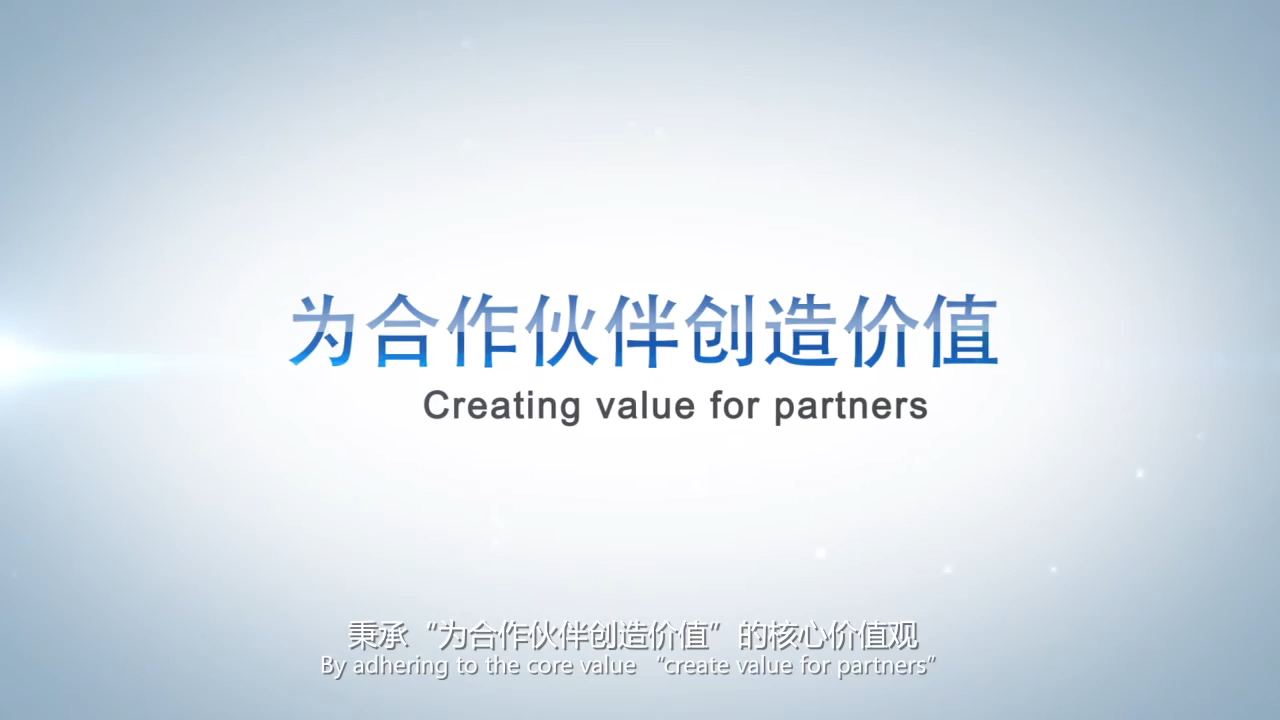 为合作伙伴创造价值
Creating value for partners
秉承“为合作伙伴创造价值”的核心价值观
By adhering to the core value “create value for partners”